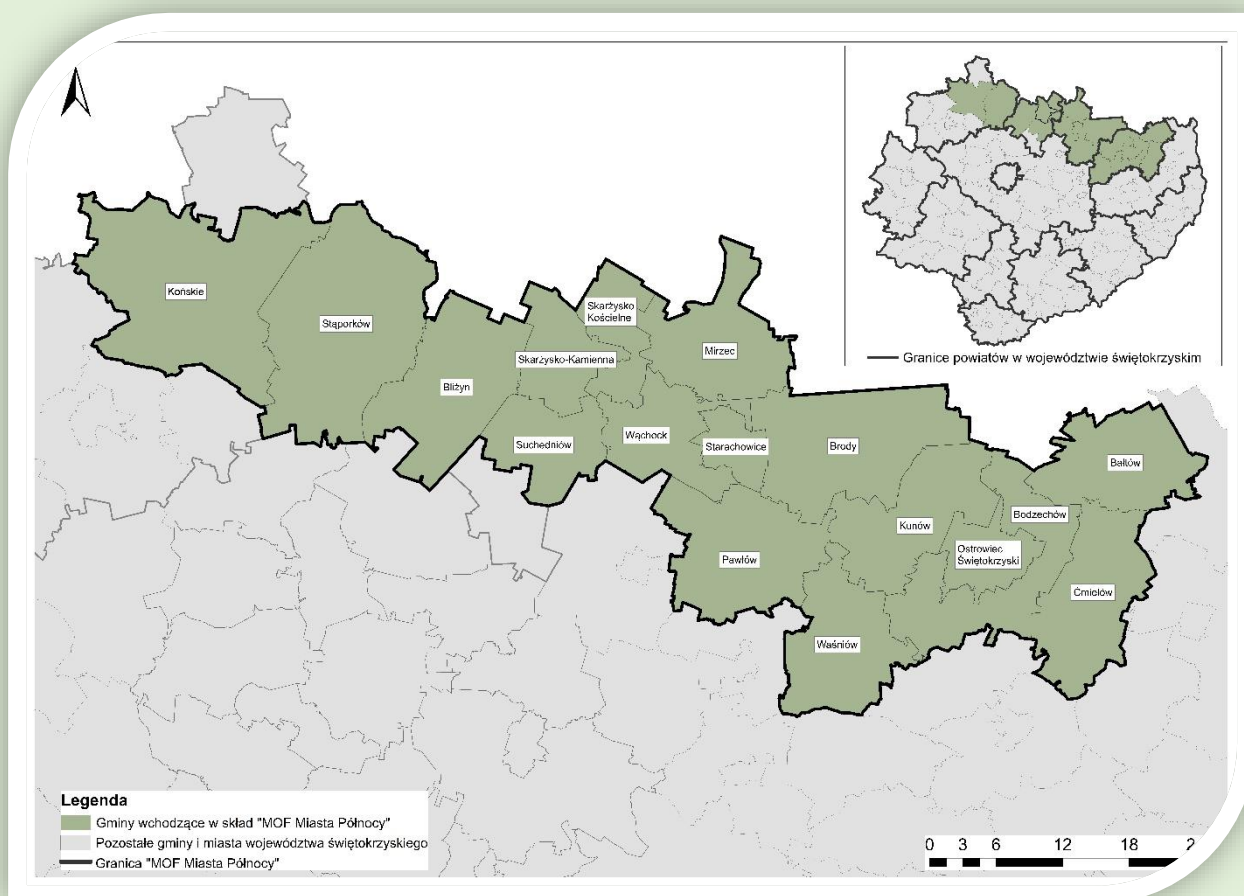 Granice powiatów w województwie świętokrzyskim
Końskie
Stąporków
Bliżyn
Skarżysko
Kościelne
Skarżysko-Kamienna
Mirzec
Suchedniów
Wąchock
Starachowice
Brody
Bałtów
Bodzechów
Kunów
Ostrowiec
Świętokrzyski
Pawłów
Ćmielów
Waśniów
Legenda
Gminy wchodzące w skład "MOF Miasta Północy"
Pozostałe gminy i miasta województwa świętokrzyskiego
Granica "MOF Miasta Północy"
0 3 6 12 18 2